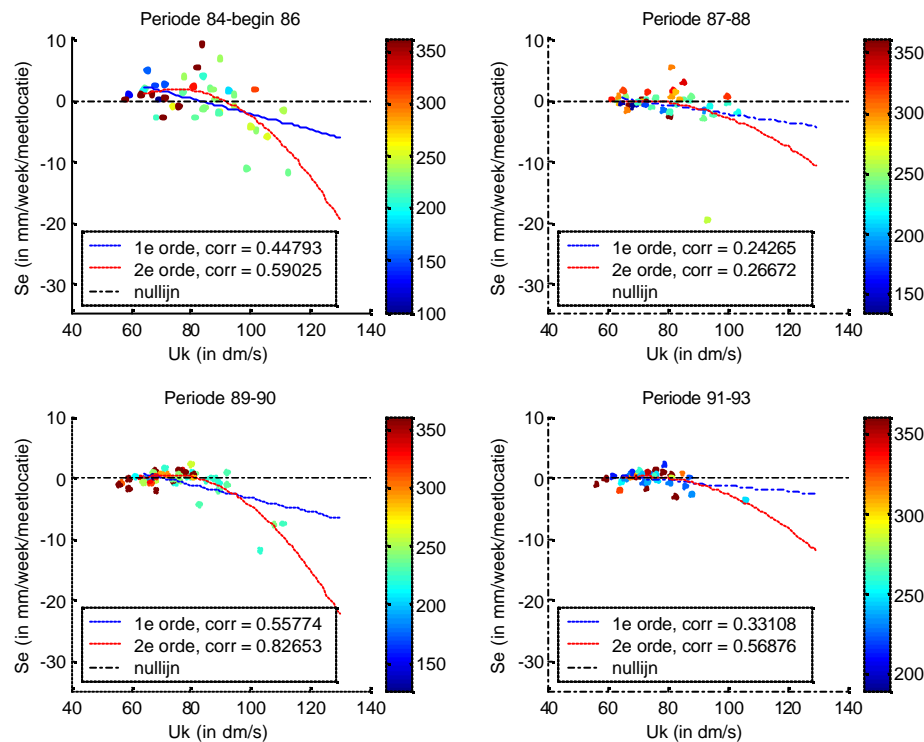 Periode 84-begin 86
10
0
-10
-20
-30
Se (in mm/week/meetlocatie)
1e orde, corr = 0.44793
2e orde, corr = 0.59025
nullijn
40 60 80 100 120 140
Uk (in dm/s)
350
300
250
200
150
100
Periode 87-88
10
0
-10
-20
-30
Se (in mm/week/meetlocatie)
1e orde, corr = 0.24265
2e orde, corr = 0.26672
nullijn
40 60 80 100 120 140
Uk (in dm/s)
350
300
250
200
150
Periode 89-90
10
0
-10
-20
-30
Se (in mm/week/meetlocatie)
1e orde, corr = 0.55774
2e orde, corr = 0.82653
nullijn
40 60 80 100 120 140
Uk (in dm/s)
350
300
250
200
150
Periode 91-93
10
0
-10
-20
-30
Se (in mm/week/meetlocatie)
1e orde, corr = 0.33108
2e orde, corr = 0.56876
nullijn
40 60 80 100 120 140
Uk (in dm/s)
350
300
250
200